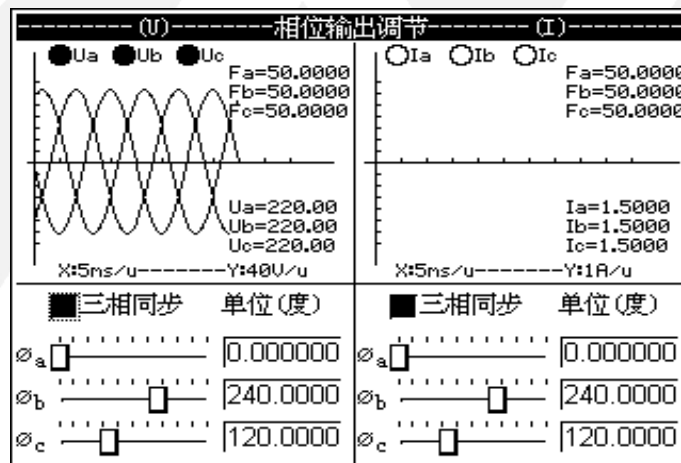 --------- (U)--------相位输出调节-------- (I)---------
Ua Ub Uc
Fa=50.0000
Fb=50.0000
Fc=50.0000
Ua=220.00
Ub=220.00
Uc=220.00
X:5ms/u-------Y:40V/u
Ia Ib Ic
Fa=50.0000
Fb=50.0000
Fc=50.0000
Ia=1.5000
Ib=1.5000
Ic=1.5000
X:5ms/u-------Y:1A/u
三相同步 单位(度)
∅a 0.000000
∅b 240.0000
∅c 120.0000
三相同步 单位(度)
∅a 0.000000
∅b 240.0000
∅c 120.0000